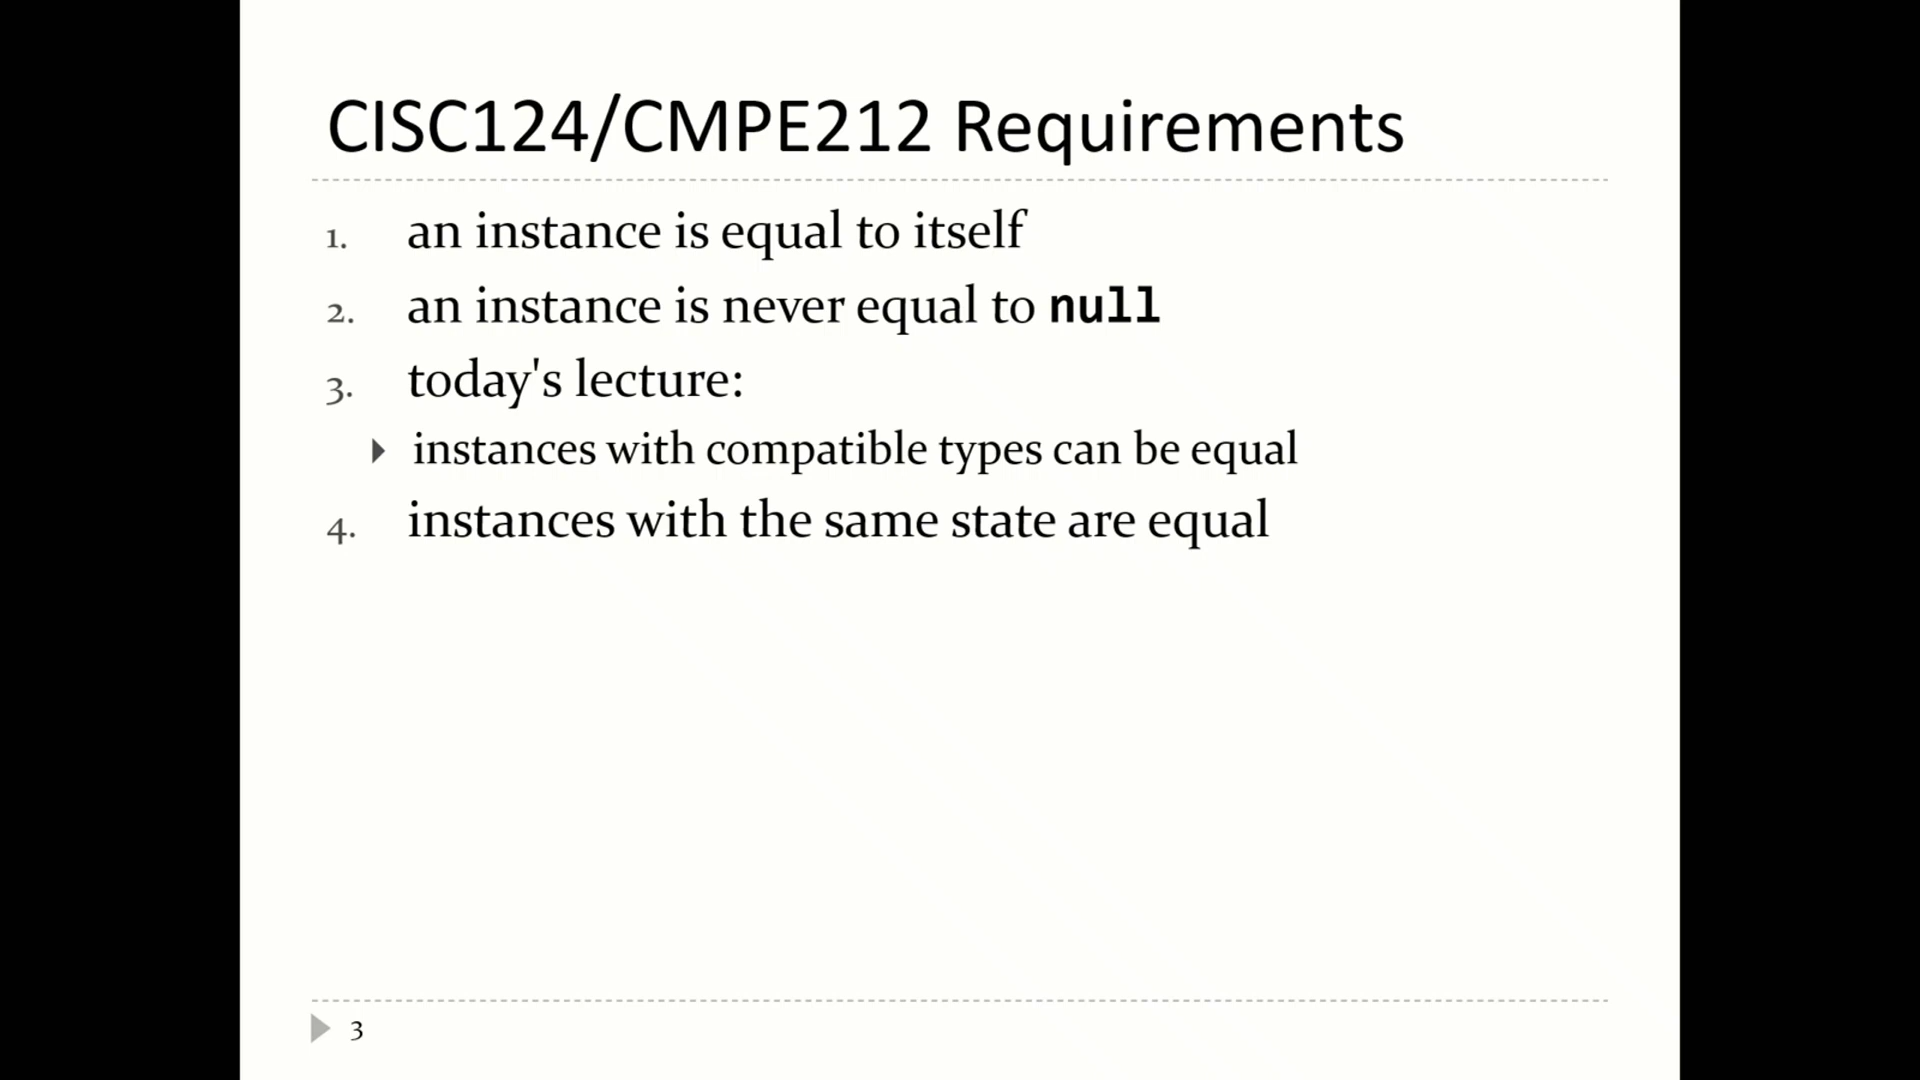 CISC124/CMPE212 Requirements
1. an instance is equal to itself
2. an instance is never equal to null
3. today's lecture:
instances with compatible types can be equal
4. instances with the same state are equal
3